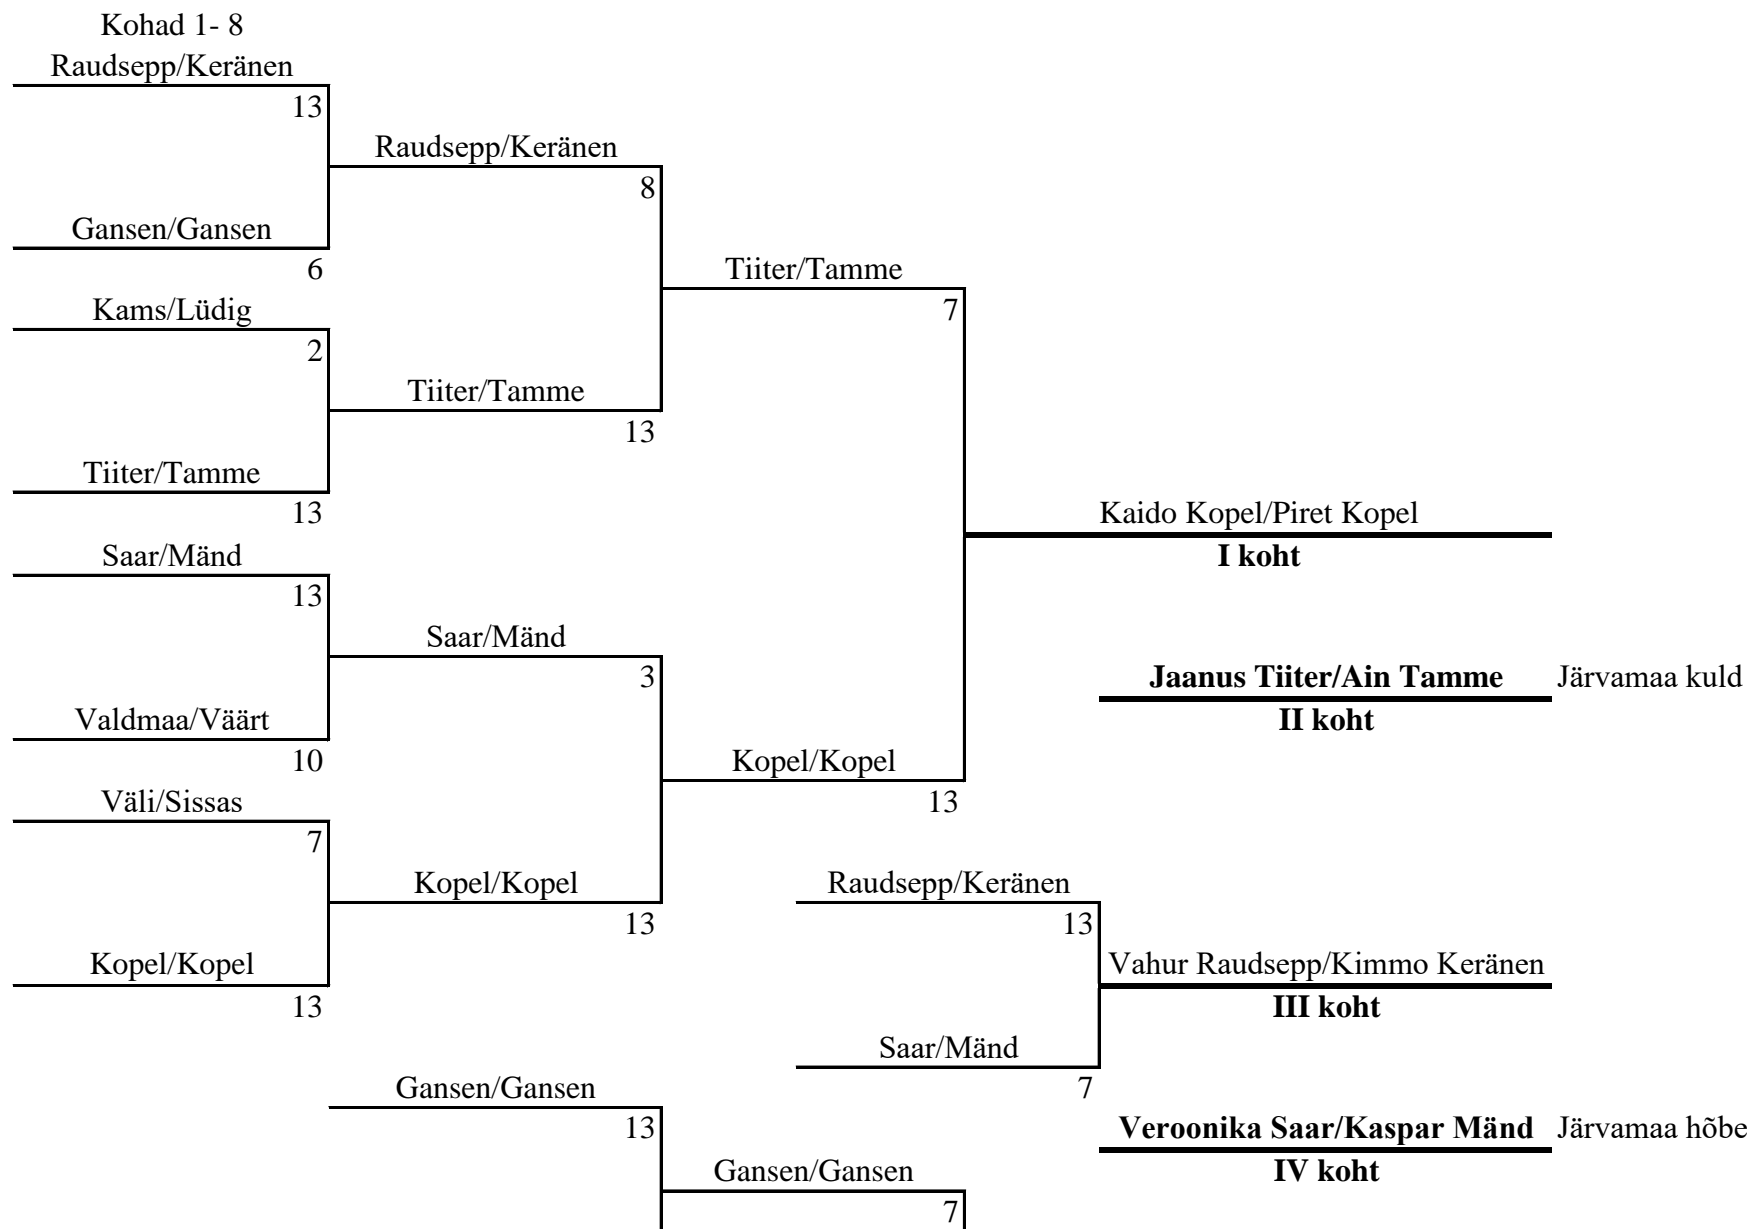 Kohad 1- 8
Raudsepp/Keränen
13
Raudsepp/Keränen
8
Gansen/Gansen
6
Tiiter/Tamme
7
Kams/Lüdig
2
Tiiter/Tamme
13
Tiiter/Tamme
13
Kaido Kopel/Piret Kopel
I koht
Saar/Mänd
13
Saar/Mänd
3
Jaanus Tiiter/Ain Tamme Järvamaa kuld
II koht
Valdmaa/Väärt
10
Kopel/Kopel
13
Väli/Sissas
7
Kopel/Kopel
13
Raudsepp/Keränen
13
Kopel/Kopel
13
Vahur Raudsepp/Kimmo Keränen
III koht
Saar/Mänd
7
Gansen/Gansen
13
Veroonika Saar/Kaspar Mänd Järvamaa hõbe
IV koht
Gansen/Gansen
7